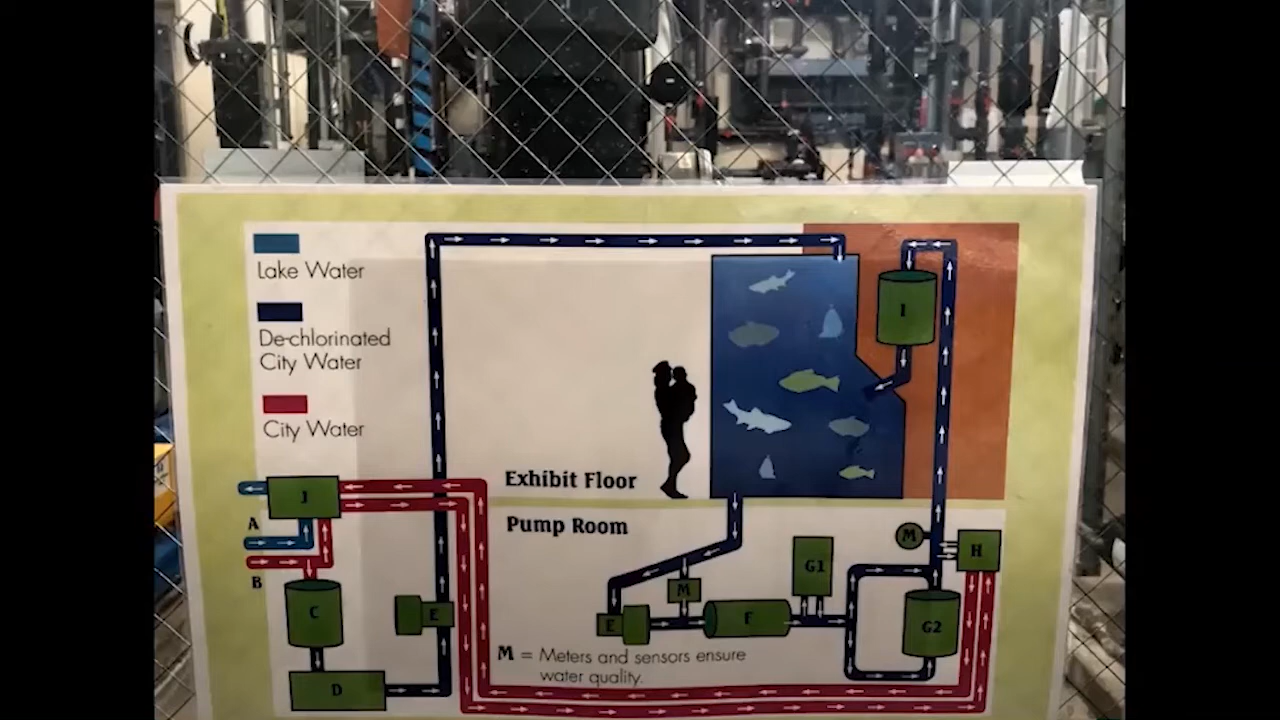 Lake Water
De-chlorinated
City Water
City Water
Exhibit Floor
Pump Room
J
A
B
C
D
E
I
M
H
G1
M
E
F
G2
M = Meters and sensors ensure
water quality.